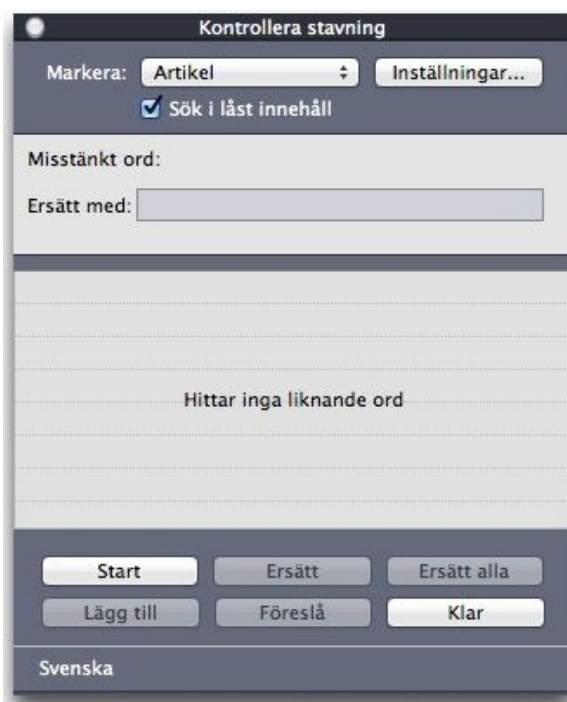 Kontrollera stavning
Markera: Artikel Inställningar...
Sök i låst innehåll
Misstänkt ord:
Ersätt med:
Hittar inga liknande ord
Start Ersätt Ersätt alla
Lägg till Föreslå Klar
Svenska